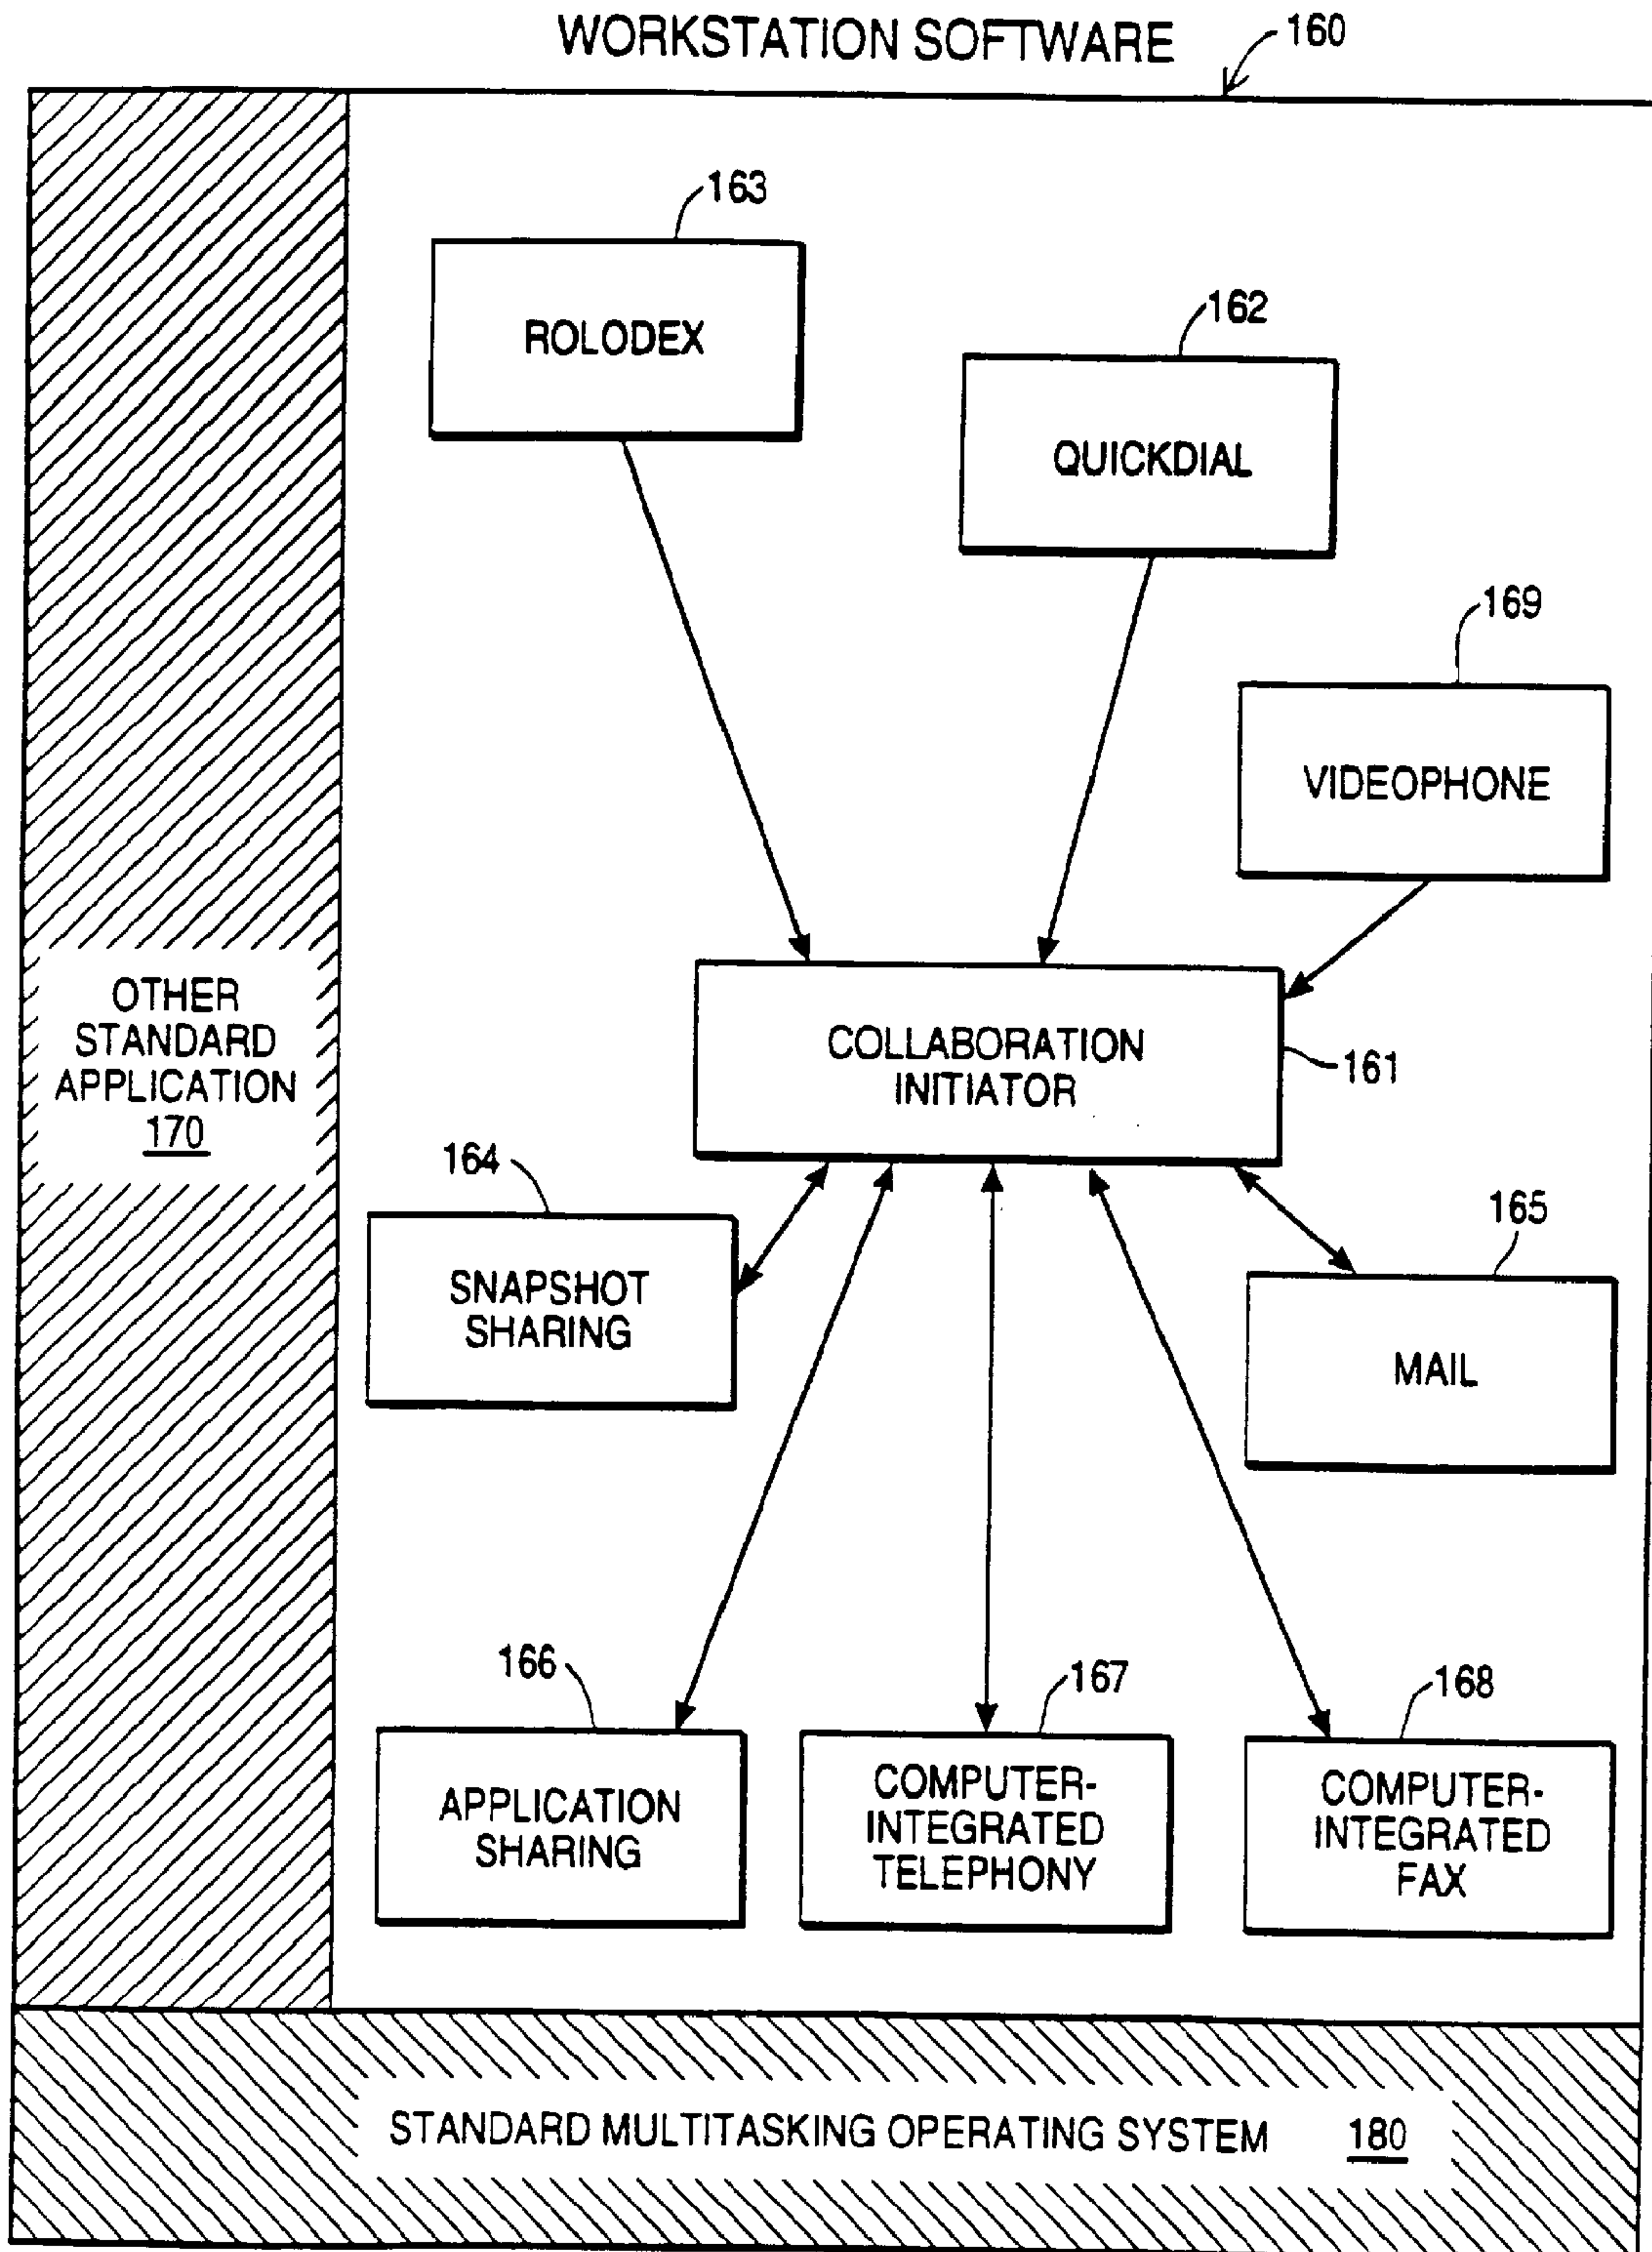 WORKSTATION SOFTWARE
160
163
ROLODEX
162
QUICKDIAL
169
VIDEOPHONE
OTHER
STANDARD
APPLICATION
170
COLLABORATION
INITIATOR
161
164
SNAPSHOT
SHARING
165
MAIL
166
APPLICATION
SHARING
167
COMPUTER-
INTEGRATED
TELEPHONY
168
COMPUTER-
INTEGRATED
FAX
STANDARD MULTITASKING OPERATING SYSTEM 180